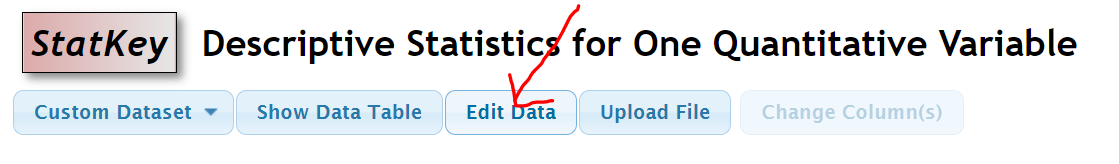 StatKey Descriptive Statistics for One Quantitative Variable
Custom Dataset Show Data Table Edit Data Upload File Change Column(s)